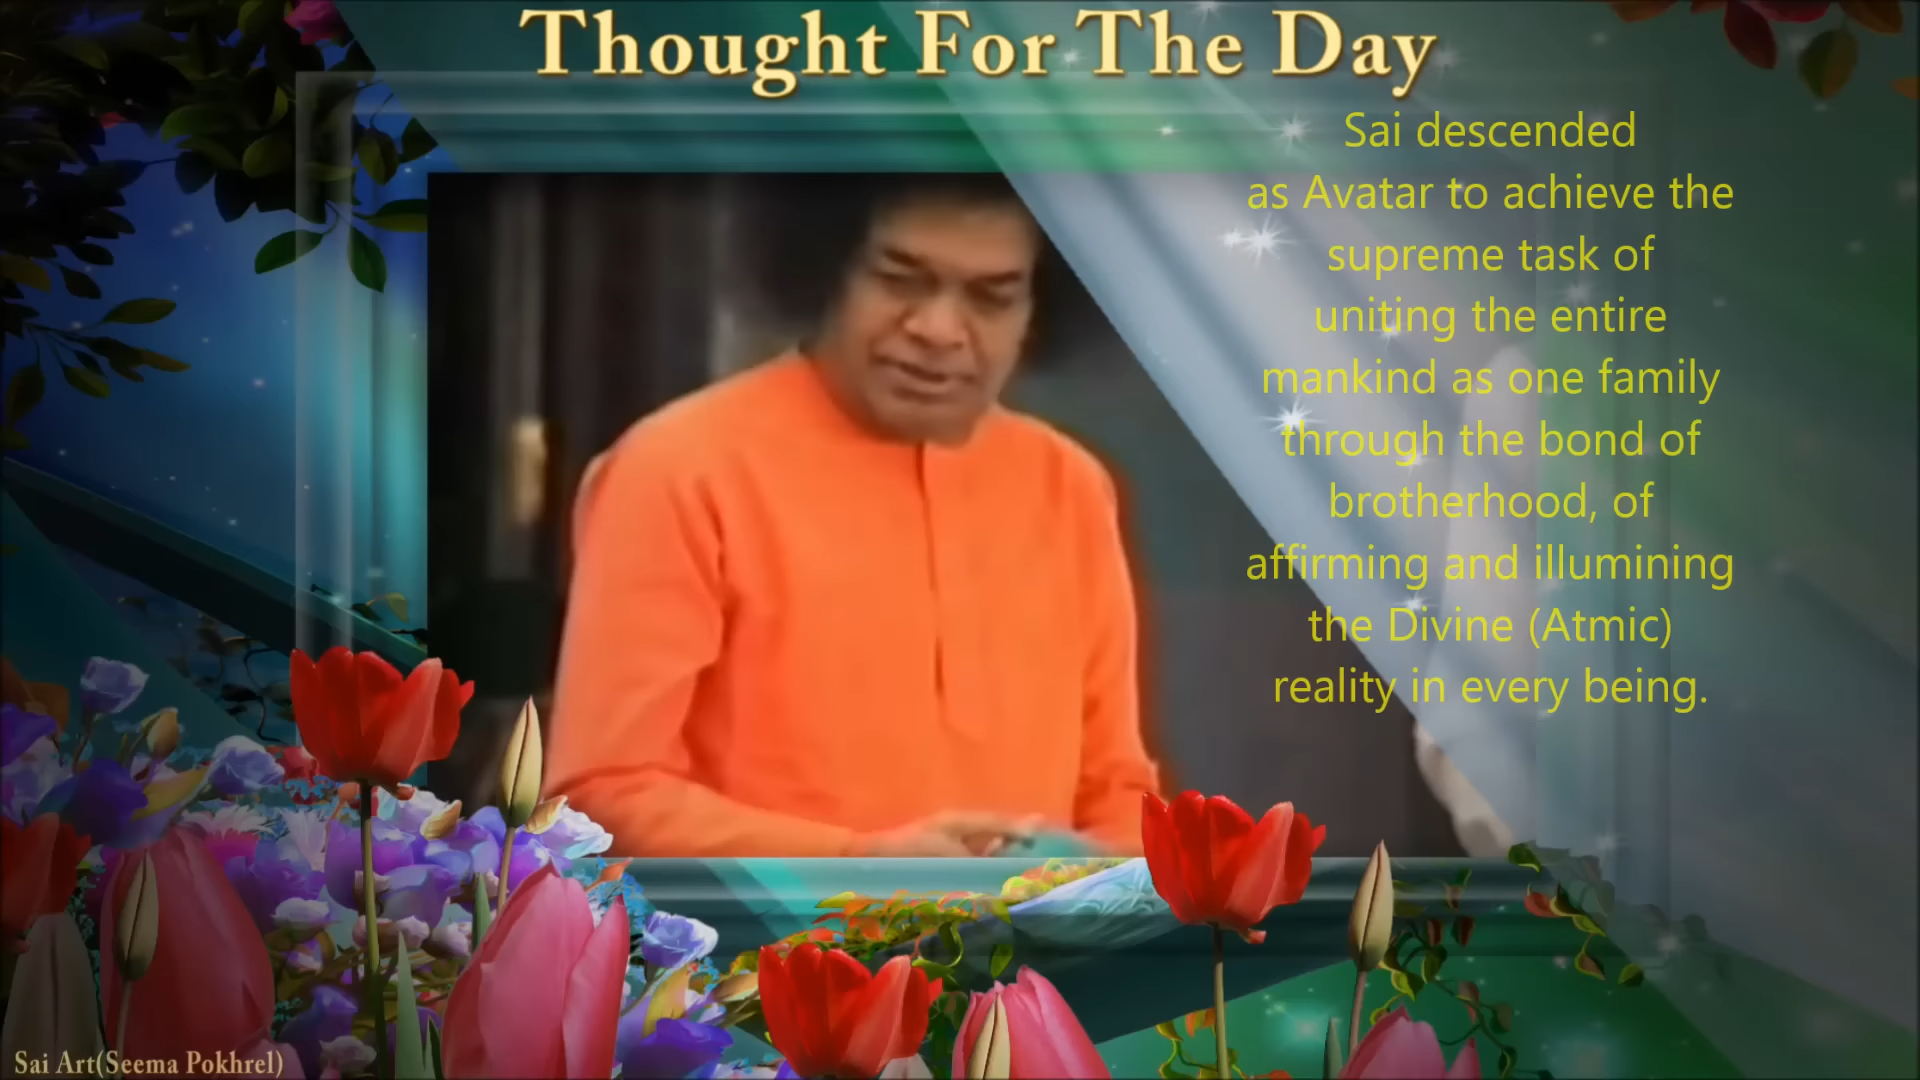 Thought For The Day
Sai descended
as Avatar to achieve the
supreme task of
uniting the entire
mankind as one family
through the bond of
brotherhood, of
affirming and illumining
the Divine (Atmic)
reality in every being.
Sai Art(Seema Pokhrel)